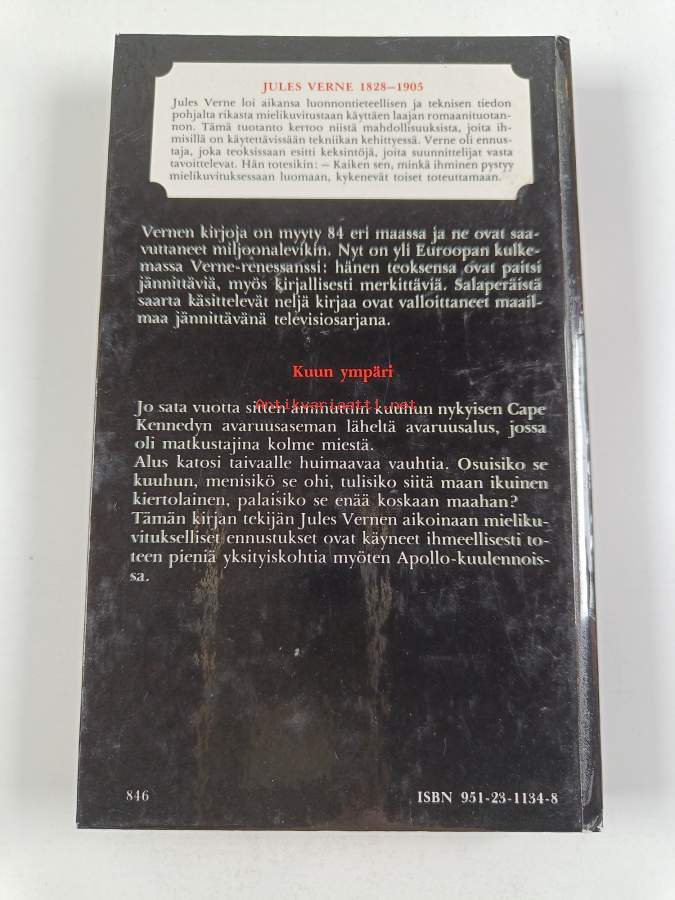 JULES VERNE 1828–1905
Jules Verne loi aikansa luonnontieteellisen ja teknisen tiedon
pohjalta rikasta mielikuvitustaan käyttäen laajan romaanituotan-
non. Tämä tuotanto kertoo niistä mahdollisuuksista, joita ih-
misillä on käytettävissään tekniikan kehittyessä. Verne oli ennus-
taja, joka teoksissaan esitti keksintöjä, joita suunnittelijat vasta
tavoittelevat. Hän totesikin: – Kaiken sen, minkä ihminen pystyy
mielikuvituksessaan luomaan, kykenevät toiset toteuttamaan.
Vernen kirjoja on myyty 84 eri maassa ja ne ovat saa-
vuttaneet miljoonalevikin. Nyt on yli Euroopan kulke-
massa Verne-renessanssi: hänen teoksensa ovat paitsi
jännittäviä, myös kirjallisesti merkittäviä. Salaperäistä
saarta käsittelevät neljä kirjaa ovat valloittaneet maail-
maa jännittävänä televisiosarjana.
Kuun ympäri
Antikvariaatti.net
Jo sata vuotta sitten ammuttiin kuuhun nykyisen Cape
Kennedyn avaruusaseman läheltä avaruusalus, jossa
oli matkustajina kolme miestä.
Alus katosi taivaalle huimaavaa vauhtia. Osuisiko se
kuuhun, menisikö se ohi, tulisiko siitä maan ikuinen
kiertolainen, palaisiko se enää koskaan maahan?
Tämän kirjan tekijän Jules Vernen aikoinaan mieliku-
vitukselliset ennustukset ovat käyneet ihmeellisesti to-
teen pieniä yksityiskohtia myöten Apollo-kuulennois-
sa.
846
ISBN 951-23-1134-8